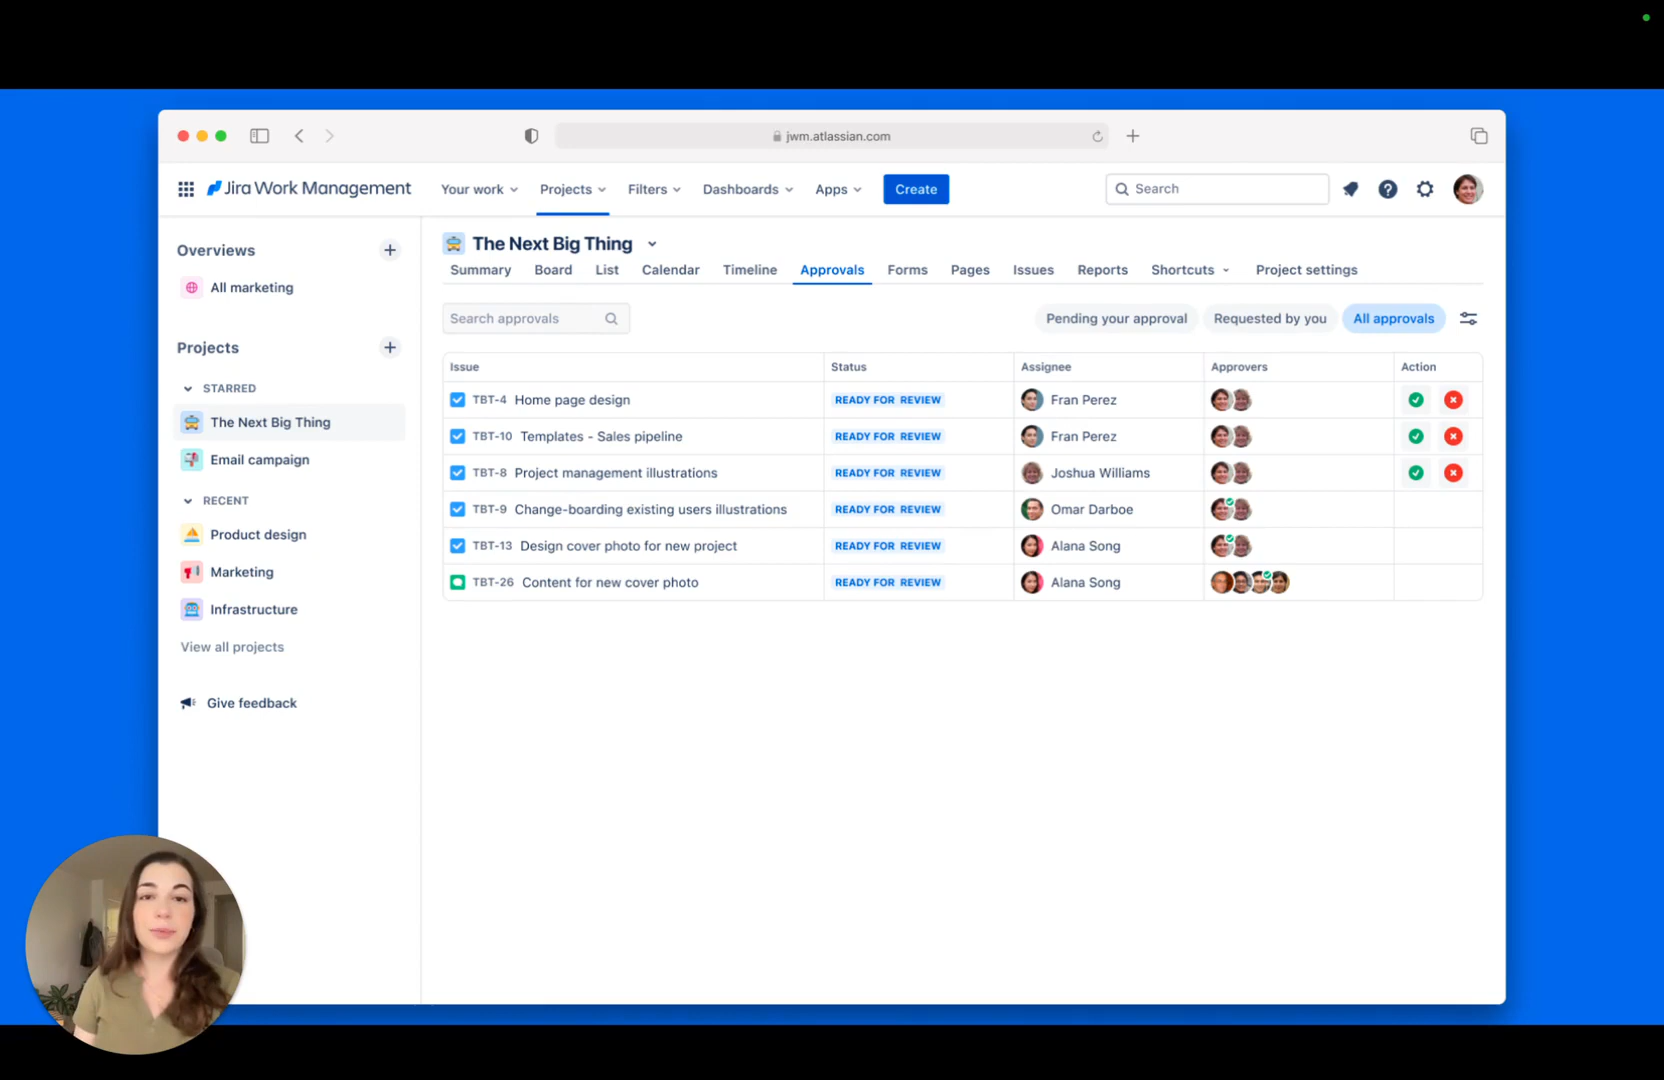 jwm.atlassian.com
Jira Work Management Your work Projects Filters Dashboards Apps Create Search
Overviews
All marketing
Projects
STARRED
The Next Big Thing
Email campaign
RECENT
Product design
Marketing
Infrastructure
View all projects
Give feedback
The Next Big Thing
Summary Board List Calendar Timeline Approvals Forms Pages Issues Reports Shortcuts Project settings
Search approvals Pending your approval Requested by you All approvals
Issue Status Assignee Approvers Action
TBT-4 Home page design READY FOR REVIEW Fran Perez
TBT-10 Templates - Sales pipeline READY FOR REVIEW Fran Perez
TBT-8 Project management illustrations READY FOR REVIEW Joshua Williams
TBT-9 Change-boarding existing users illustrations READY FOR REVIEW Omar Darboe
TBT-13 Design cover photo for new project READY FOR REVIEW Alana Song
TBT-26 Content for new cover photo READY FOR REVIEW Alana Song